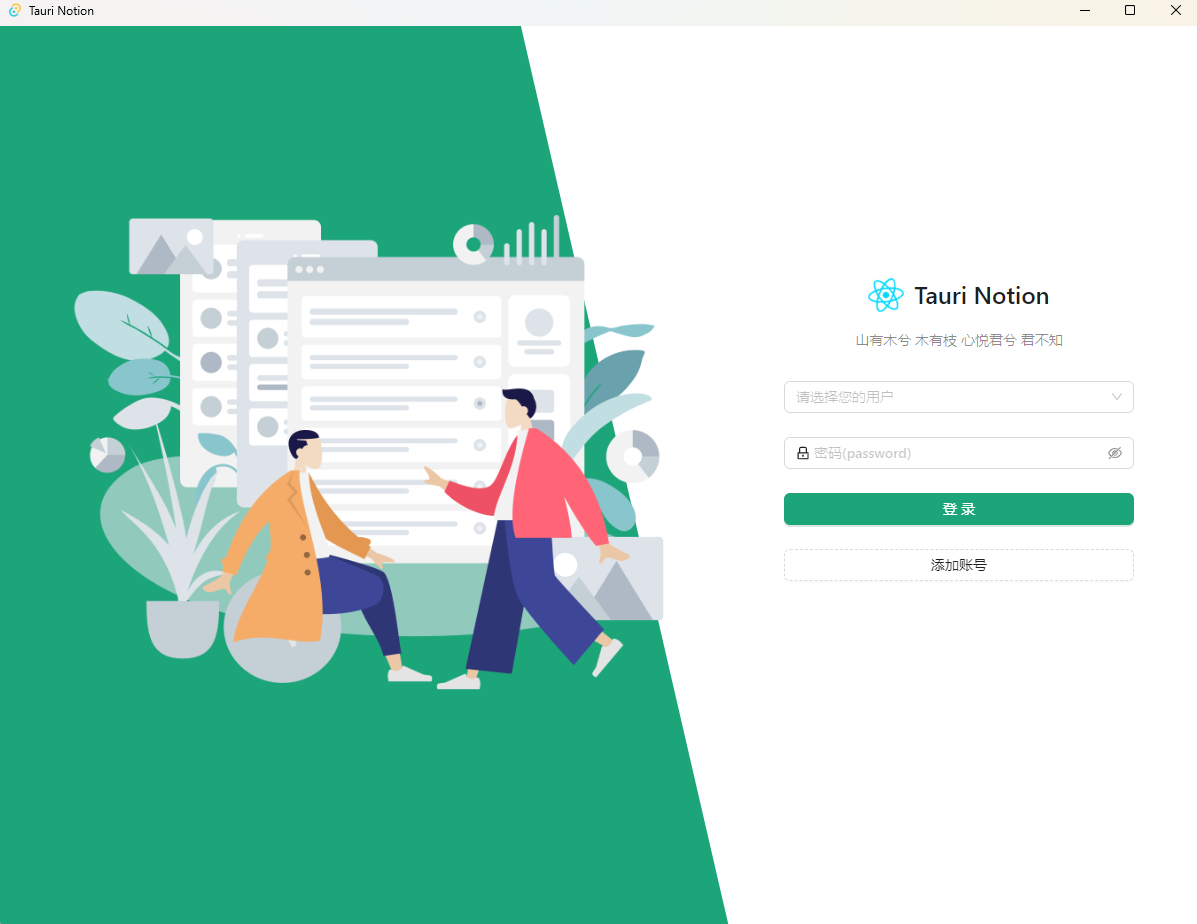 Tauri Notion
Tauri Notion
山有木兮 木有枝 心悦君兮 君不知
请选择您的用户
密码(password)
登 录
添加账号